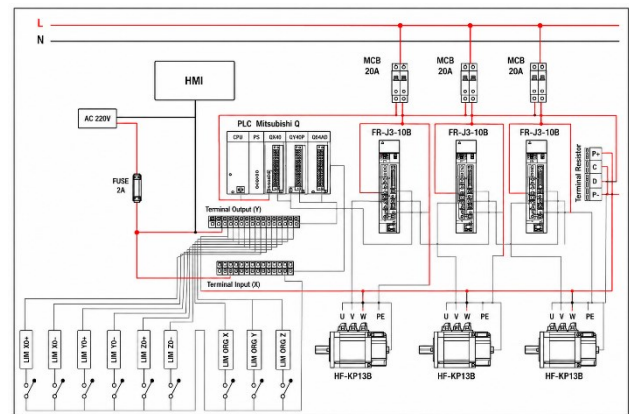 L
N
MCB
20A
MCB
20A
MCB
20A
HMI
AC 220V
PLC Mitsubishi Q
CPU PS QX40 QY40P Q64AD
FR-J3-10B
FR-J3-10B
FR-J3-10B
FUSE
2A
Terminal Resistor
P+
C
D
P-
Terminal Output (Y)
Terminal Input (X)
U V W PE
U V W PE
U V W PE
LIM X0+
LIM X0-
LIM Y0+
LIM Y0-
LIM Z0+
LIM Z0-
LIM ORG X
LIM ORG Y
LIM ORG Z
HF-KP13B
HF-KP13B
HF-KP13B